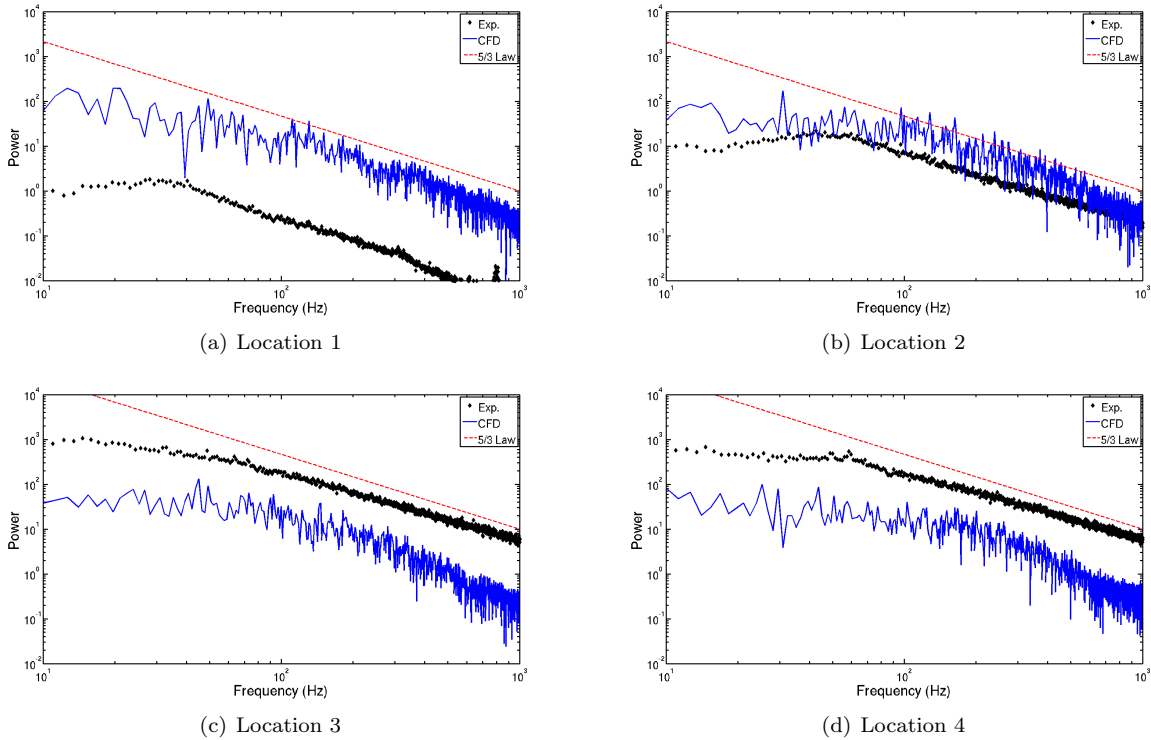 10^4
10^3
10^2
10^1
10^0
10^-1
10^-2
Power
10^1
10^2
10^3
Frequency (Hz)
Exp.
CFD
5/3 Law
(a) Location 1
10^4
10^3
10^2
10^1
10^0
10^-1
10^-2
Power
10^1
10^2
10^3
Frequency (Hz)
Exp.
CFD
5/3 Law
(b) Location 2
10^4
10^3
10^2
10^1
10^0
10^-1
10^-2
Power
10^1
10^2
10^3
Frequency (Hz)
Exp.
CFD
5/3 Law
(c) Location 3
10^4
10^3
10^2
10^1
10^0
10^-1
10^-2
Power
10^1
10^2
10^3
Frequency (Hz)
Exp.
CFD
5/3 Law
(d) Location 4